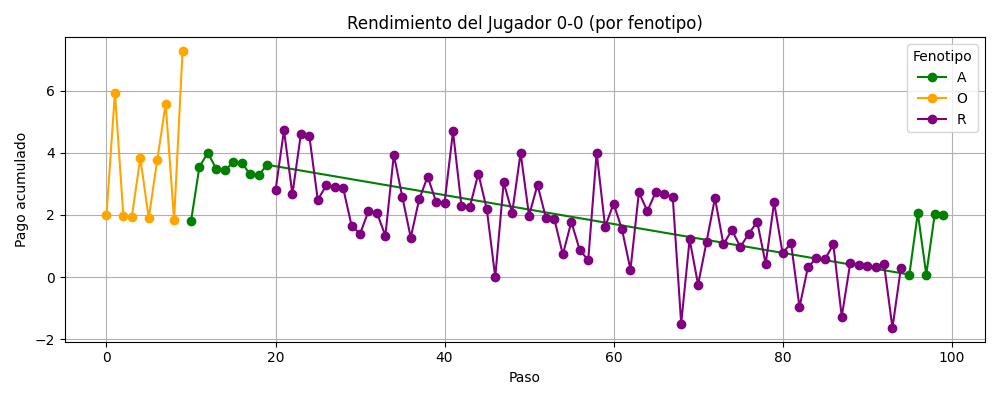 Rendimiento del Jugador 0-0 (por fenotipo)
Fenotipo
A
O
R
Pago acumulado
6
4
2
0
−2
0 20 40 60 80 100
Paso